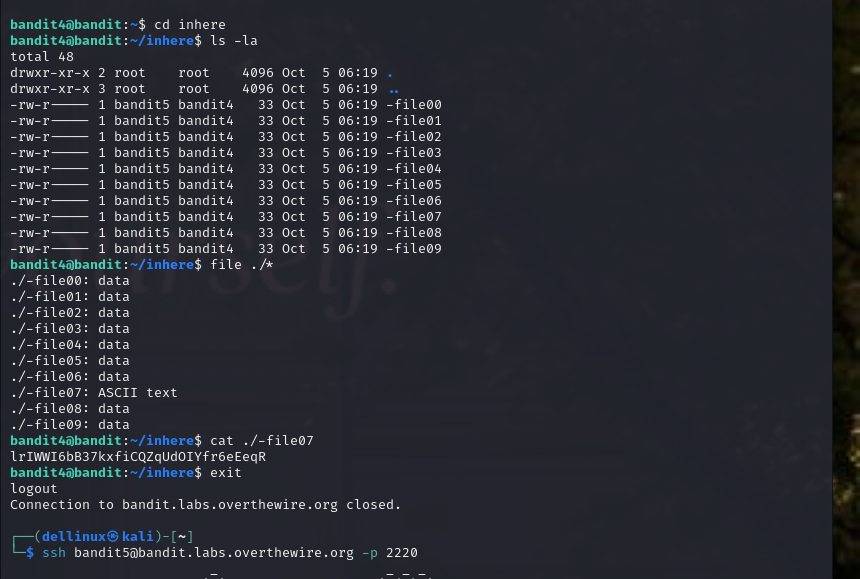 bandit4@bandit:~$ cd inhere
bandit4@bandit:~/inhere$ ls -la
total 48
drwxr-xr-x 2 root    root    4096 Oct  5 06:19 .
drwxr-xr-x 3 root    root    4096 Oct  5 06:19 ..
-rw-r----- 1 bandit5 bandit4   33 Oct  5 06:19 -file00
-rw-r----- 1 bandit5 bandit4   33 Oct  5 06:19 -file01
-rw-r----- 1 bandit5 bandit4   33 Oct  5 06:19 -file02
-rw-r----- 1 bandit5 bandit4   33 Oct  5 06:19 -file03
-rw-r----- 1 bandit5 bandit4   33 Oct  5 06:19 -file04
-rw-r----- 1 bandit5 bandit4   33 Oct  5 06:19 -file05
-rw-r----- 1 bandit5 bandit4   33 Oct  5 06:19 -file06
-rw-r----- 1 bandit5 bandit4   33 Oct  5 06:19 -file07
-rw-r----- 1 bandit5 bandit4   33 Oct  5 06:19 -file08
-rw-r----- 1 bandit5 bandit4   33 Oct  5 06:19 -file09
bandit4@bandit:~/inhere$ file ./*
./-file00: data
./-file01: data
./-file02: data
./-file03: data
./-file04: data
./-file05: data
./-file06: data
./-file07: ASCII text
./-file08: data
./-file09: data
bandit4@bandit:~/inhere$ cat ./-file07
lrIWWI6bB37kxfiCQZqUdOIYfr6eEeqR
bandit4@bandit:~/inhere$ exit
logout
Connection to bandit.labs.overthewire.org closed.
┌──(dellinux㉿kali)-[~]
└─$ ssh bandit5@bandit.labs.overthewire.org -p 2220